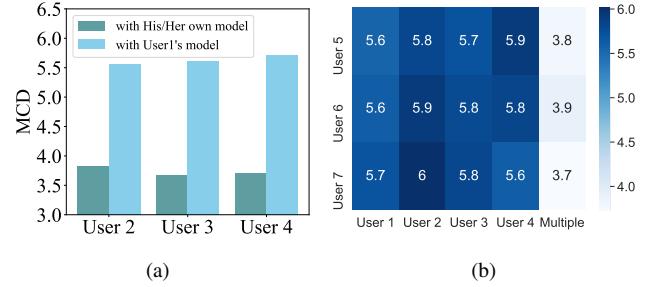 6.5
6.0
5.5
5.0
4.5
4.0
3.5
3.0
MCD
with His/Her own model
with User1's model
User 2 User 3 User 4
(a)
User 5 5.6 5.8 5.7 5.9 3.8
User 6 5.6 5.9 5.8 5.8 3.9
User 7 5.7 6 5.8 5.6 3.7
User 1 User 2 User 3 User 4 Multiple
6.0
5.5
5.0
4.5
4.0
(b)